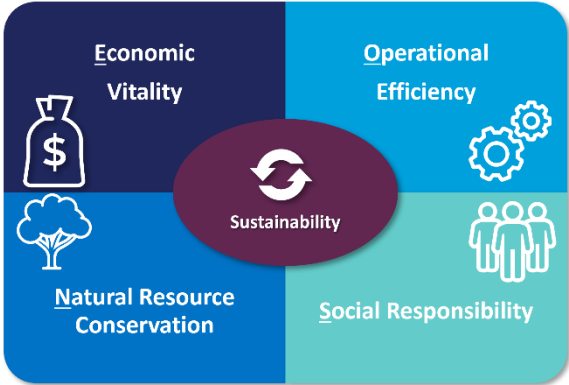 Economic
Vitality
Operational
Efficiency
$
Sustainability
Natural Resource
Conservation
Social Responsibility